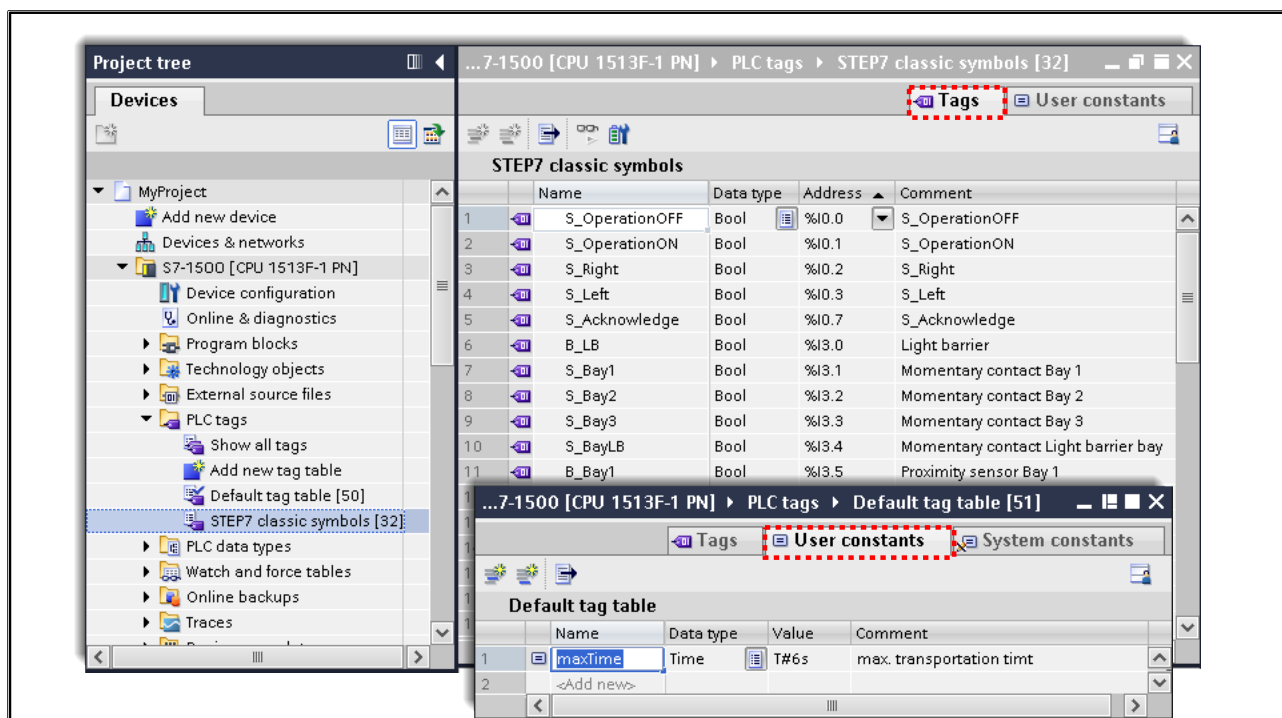 Project tree
Devices
MyProject
Add new device
Devices & networks
S7-1500 [CPU 1513F-1 PN]
Device configuration
Online & diagnostics
Program blocks
Technology objects
External source files
PLC tags
Show all tags
Add new tag table
Default tag table [50]
STEP7 classic symbols [32]
PLC data types
Watch and force tables
Online backups
Traces
...7-1500 [CPU 1513F-1 PN] PLC tags STEP7 classic symbols [32]
Tags User constants
STEP7 classic symbols
Name Data type Address Comment
1 S_OperationOFF Bool %I0.0 S_OperationOFF
2 S_OperationON Bool %I0.1 S_OperationON
3 S_Right Bool %I0.2 S_Right
4 S_Left Bool %I0.3 S_Left
5 S_Acknowledge Bool %I0.7 S_Acknowledge
6 B_LB Bool %I3.0 Light barrier
7 S_Bay1 Bool %I3.1 Momentary contact Bay 1
8 S_Bay2 Bool %I3.2 Momentary contact Bay 2
9 S_Bay3 Bool %I3.3 Momentary contact Bay 3
10 S_BayLB Bool %I3.4 Momentary contact Light barrier bay
11 B_Bay1 Bool %I3.5 Proximity sensor Bay 1
...7-1500 [CPU 1513F-1 PN] PLC tags Default tag table [51]
Tags User constants System constants
Default tag table
Name Data type Value Comment
1 maxTime Time T#6s max. transportation timt
2 <Add new>